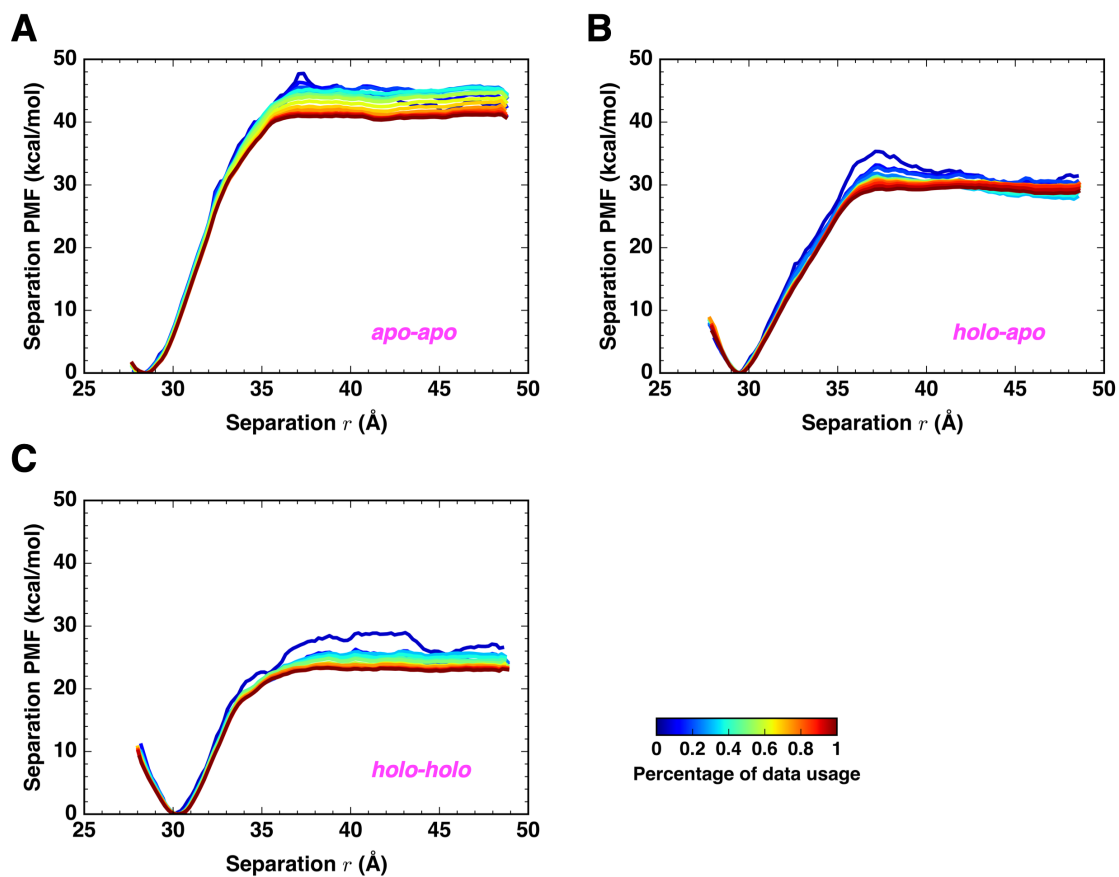 A
B
50
40
30
20
10
0
Separation PMF (kcal/mol)
apo-apo
25 30 35 40 45 50
Separation r (Å)
50
40
30
20
10
0
Separation PMF (kcal/mol)
holo-apo
25 30 35 40 45 50
Separation r (Å)
C
50
40
30
20
10
0
Separation PMF (kcal/mol)
holo-holo
25 30 35 40 45 50
Separation r (Å)
0 0.2 0.4 0.6 0.8 1
Percentage of data usage